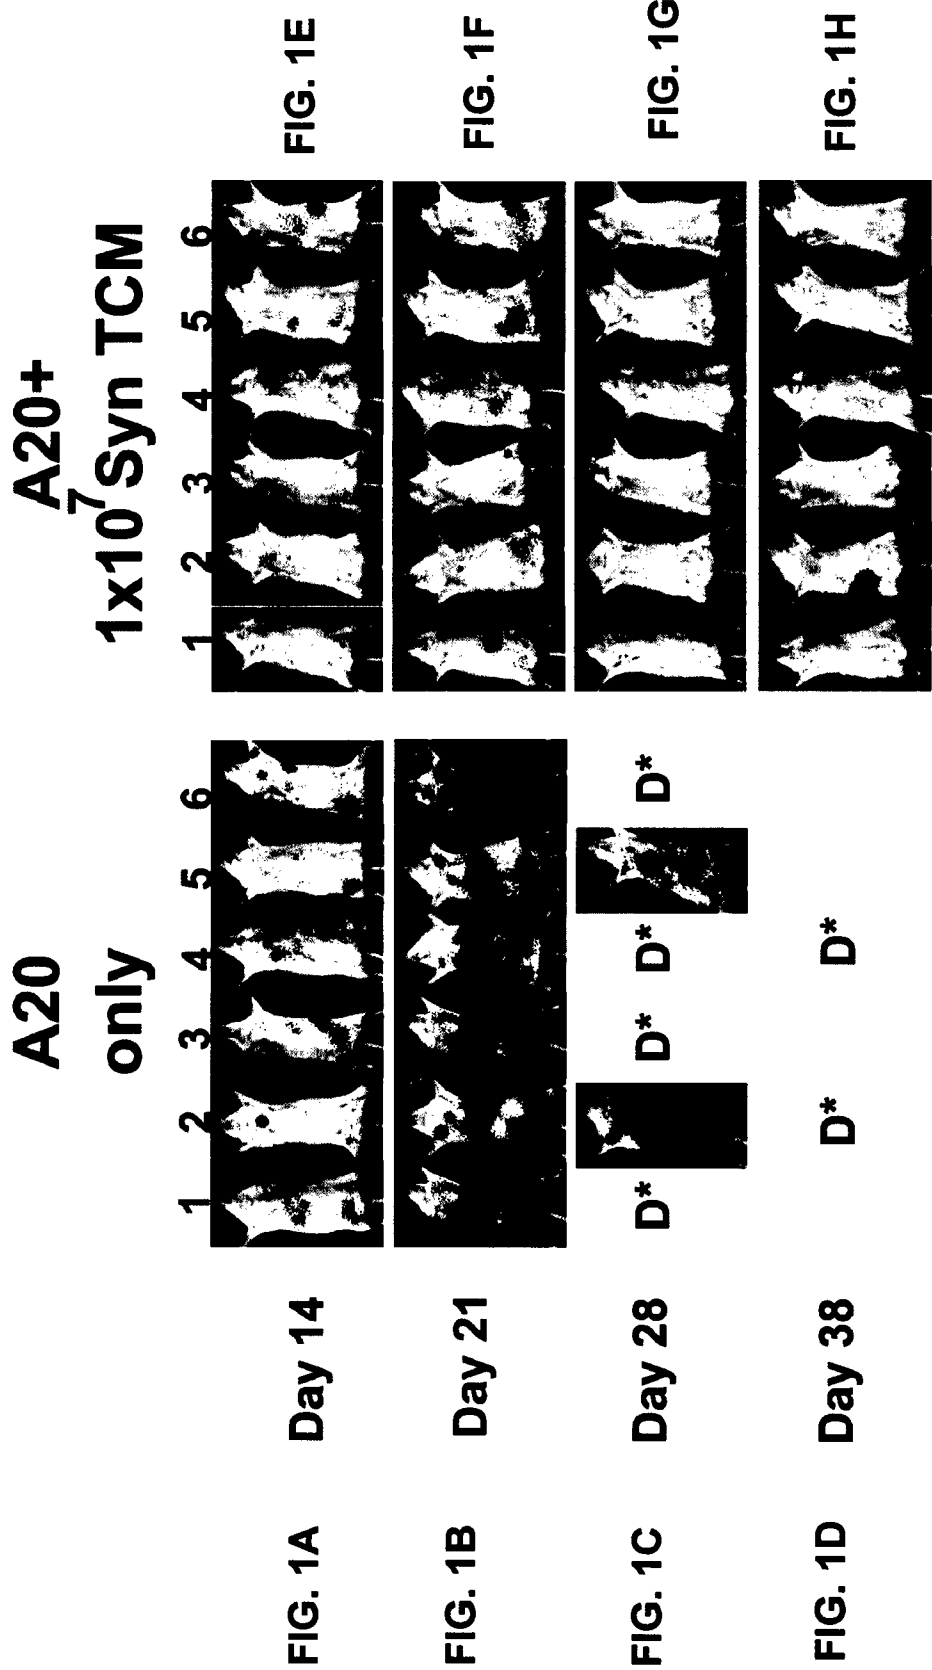 A20
only
A20+
1x10⁷Syn TCM
1 2 3 4 5 6
1 2 3 4 5 6
FIG. 1A
Day 14
FIG. 1E
FIG. 1B
Day 21
FIG. 1F
FIG. 1C
Day 28
D*
D*
D*
D*
FIG. 1G
FIG. 1D
Day 38
D*
D*
FIG. 1H